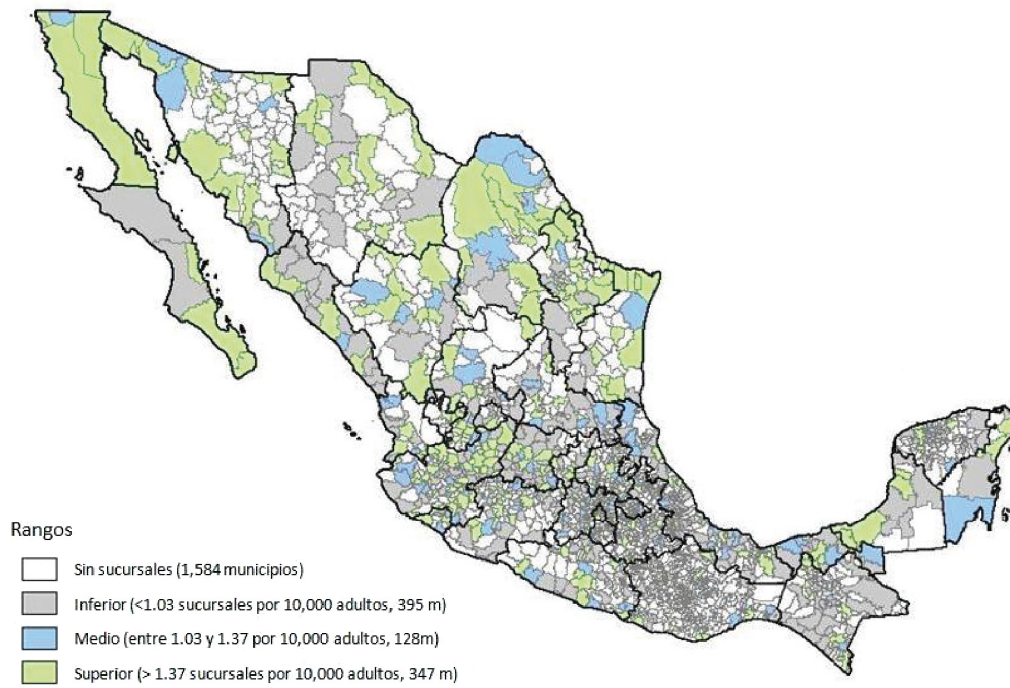 Rangos
Sin sucursales (1,584 municipios)
Inferior (<1.03 sucursales por 10,000 adultos, 395 m)
Medio (entre 1.03 y 1.37 por 10,000 adultos, 128m)
Superior (> 1.37 sucursales por 10,000 adultos, 347 m)